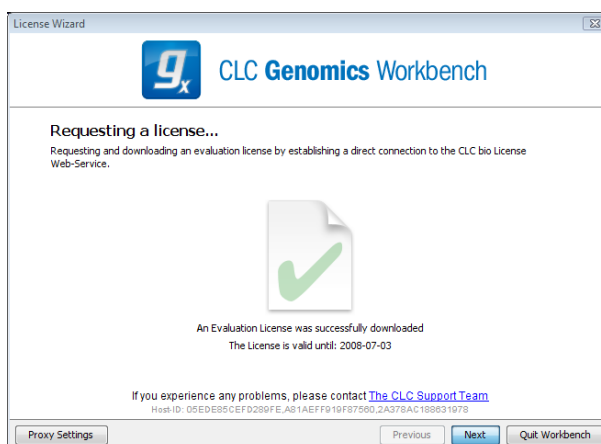 License Wizard
gx CLC Genomics Workbench
Requesting a license...
Requesting and downloading an evaluation license by establishing a direct connection to the CLC bio License
Web-Service.
An Evaluation License was successfully downloaded
The License is valid until: 2008-07-03
If you experience any problems, please contact The CLC Support Team
Host-ID: D5EDE85CEFD289FE,A81AEFF919F87560,2A378AC188631978
Proxy Settings Previous Next Quit Workbench